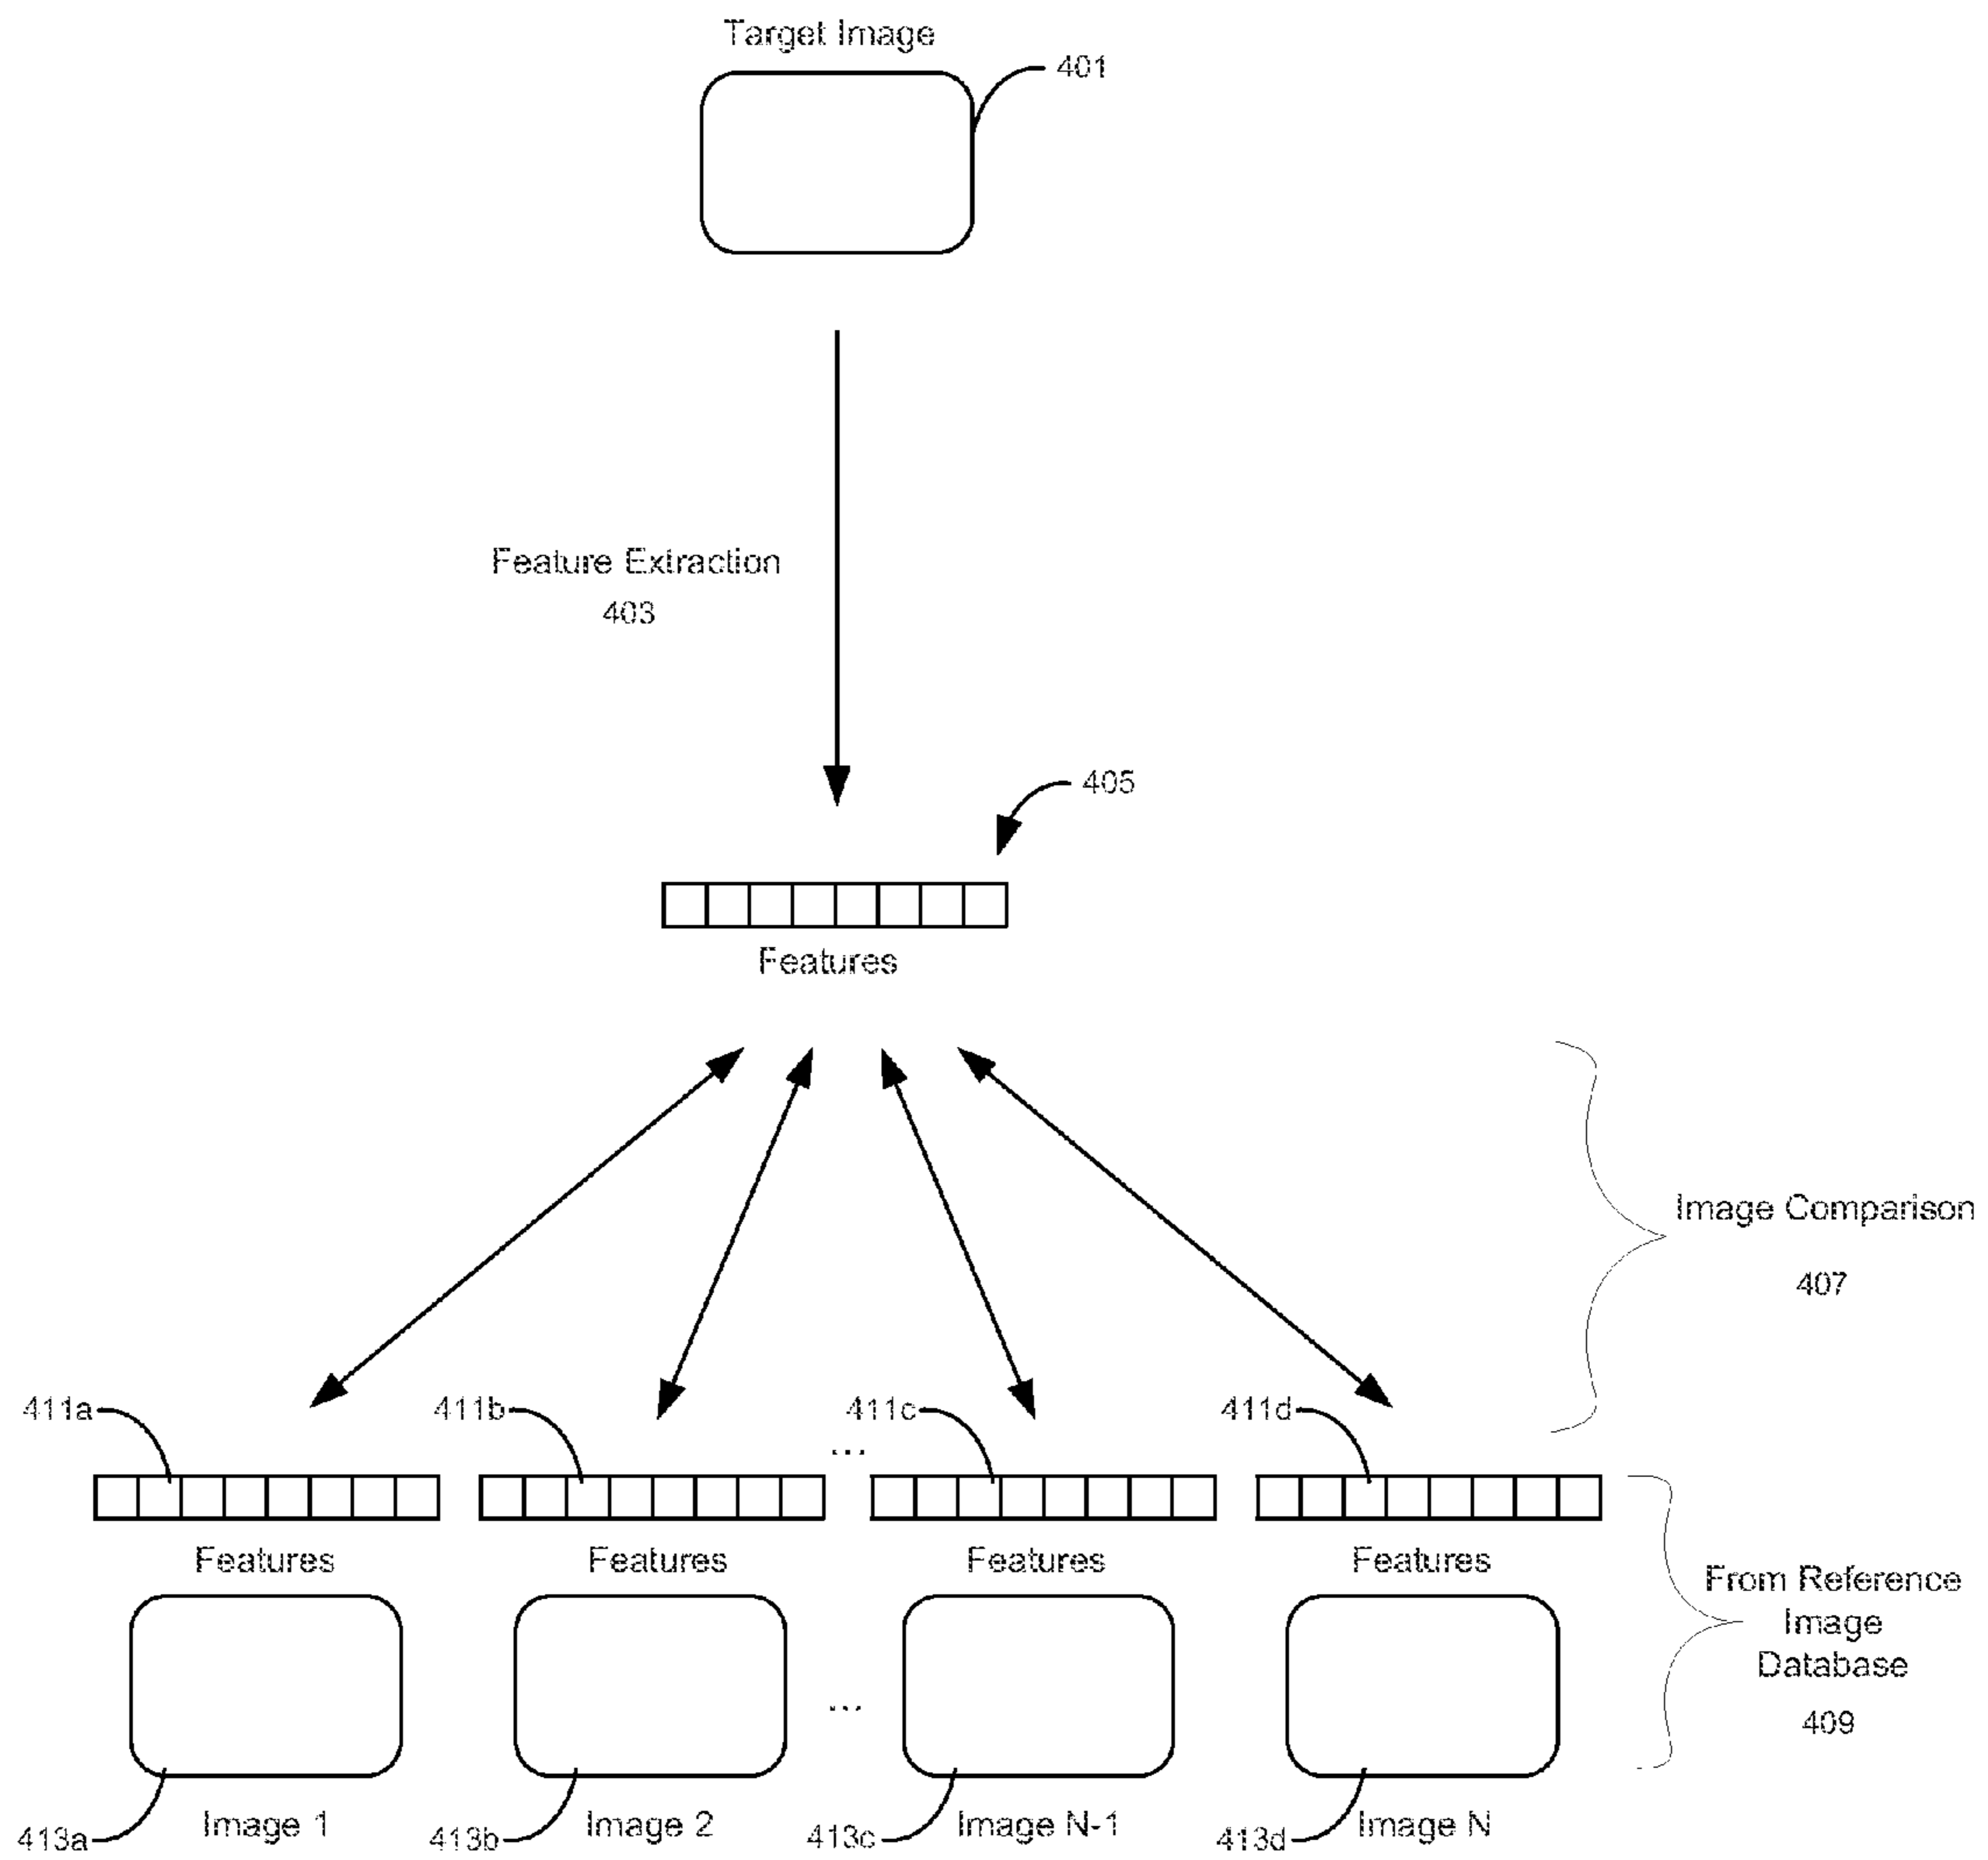 Target Image
401
Feature Extraction
403
405
Features
Image Comparison
407
411a
411b
411c
411d
...
Features
Features
Features
Features
From Reference
Image
Database
409
...
Image 1
Image 2
Image N-1
Image N
413a
413b
413c
413d